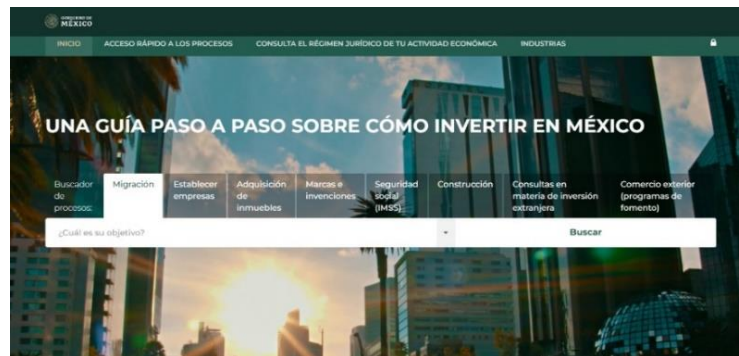 GOBIERNO DE
MÉXICO
INICIO ACCESO RÁPIDO A LOS PROCESOS CONSULTA EL RÉGIMEN JURÍDICO DE TU ACTIVIDAD ECONÓMICA INDUSTRIAS
UNA GUÍA PASO A PASO SOBRE CÓMO INVERTIR EN MÉXICO
Buscador
de
procesos:
Migración
Establecer
empresas
Adquisición
de
inmuebles
Marcas e
invenciones
Seguridad
social
(IMSS)
Construcción
Consultas en
materia de inversión
extranjera
Comercio exterior
(programas de
fomento)
¿Cuál es su objetivo?
Buscar